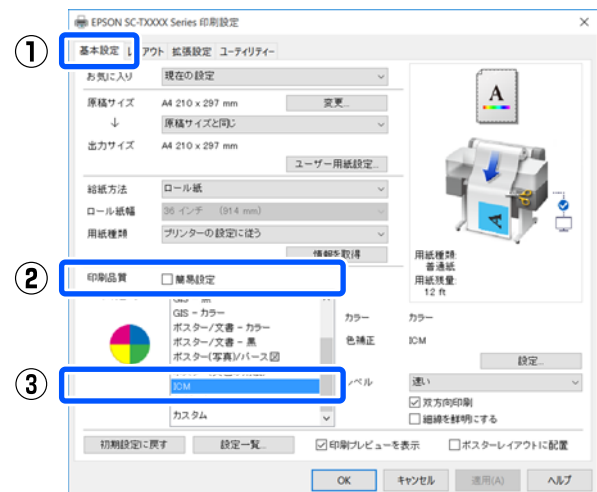 EPSON SC-TXXXX Series 印刷設定
①
基本設定
アウト 拡張設定 ユーティリティー
お気に入り 現在の設定
原稿サイズ A4 210 x 297 mm 変更...
↓ 原稿サイズと同じ
出力サイズ A4 210 x 297 mm
ユーザー用紙設定...
給紙方法 ロール紙
ロール紙幅 36 インチ (914 mm)
用紙種類 プリンターの設定に従う
情報を取得
A
用紙種類:
普通紙
用紙残量:
12 ft
②
印刷品質 簡易設定
GIS - カラー
ポスター/文書 - カラー
ポスター/文書 - 黒
ポスター(写真)/パース図
カラー カラー
色補正 ICM
設定...
③
ICM
カスタム
速い
双方向印刷
細線を鮮明にする
初期設定に戻す 設定一覧... 印刷プレビューを表示 ポスターレイアウトに配置
OK キャンセル 適用(A) ヘルプ